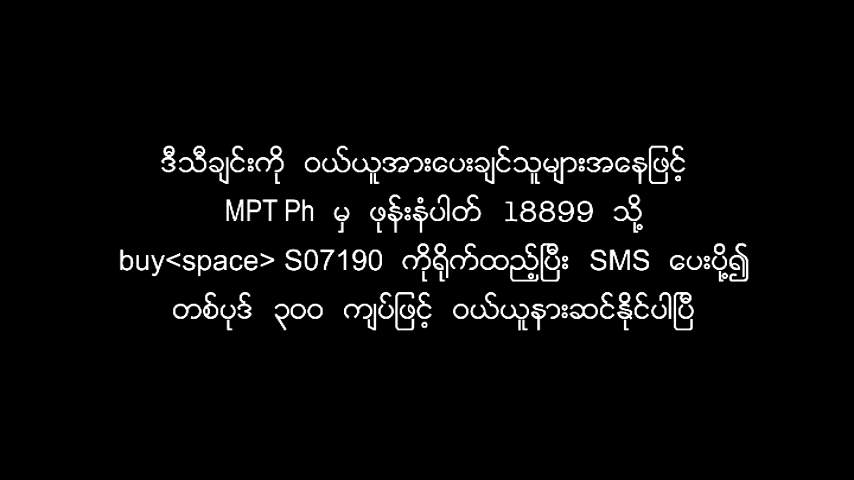 ဒီသီချင်းကို ဝယ်ယူအားပေးချင်သူများအနေဖြင့်
MPT Ph မှ ဖုန်းနံပါတ် 18899 သို့
buy<space> S07190 ကိုရိုက်ထည့်ပြီး SMS ပေးပို့၍
တစ်ပုဒ် ၃၀၀ ကျပ်ဖြင့် ဝယ်ယူနားဆင်နိုင်ပါပြီ